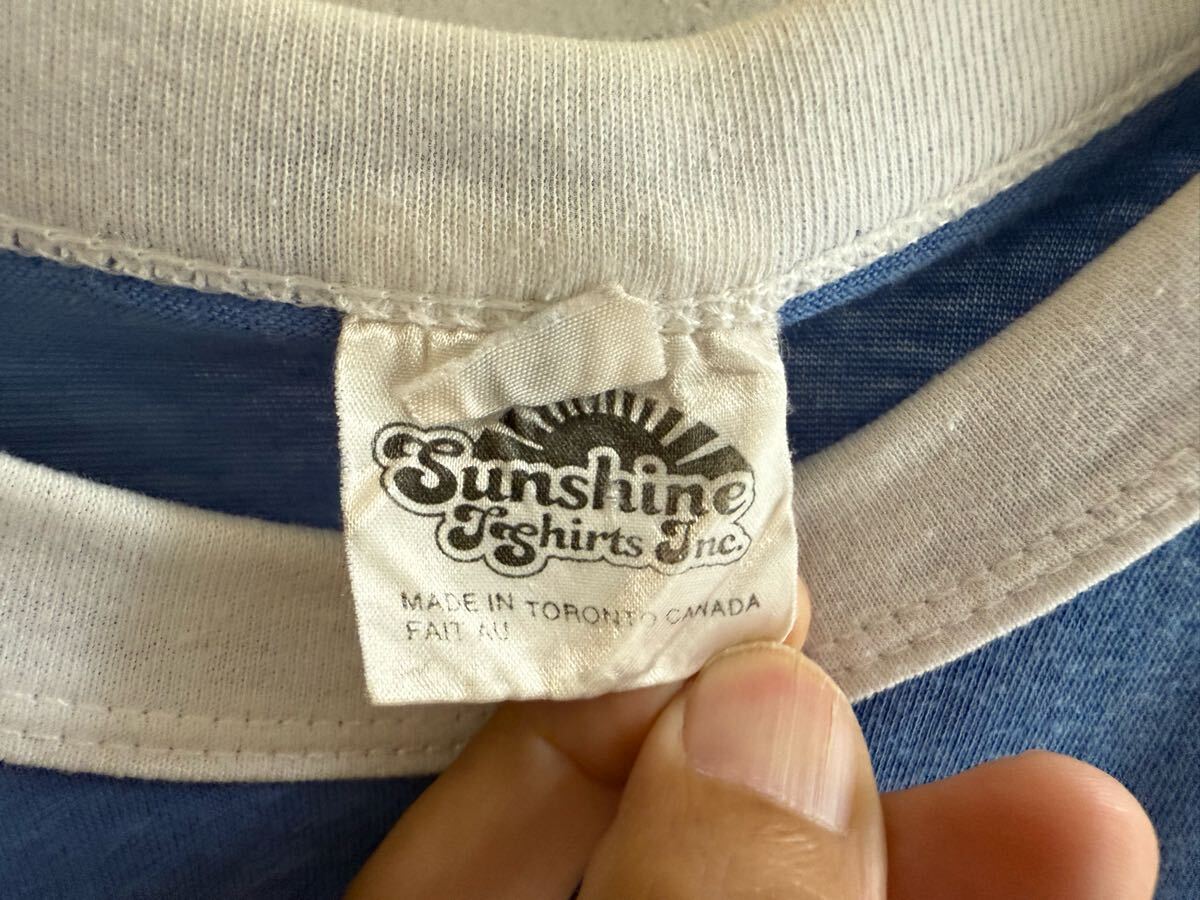 Sunshine
T-Shirts Inc.
MADE IN TORONTO CANADA
FAIT AU